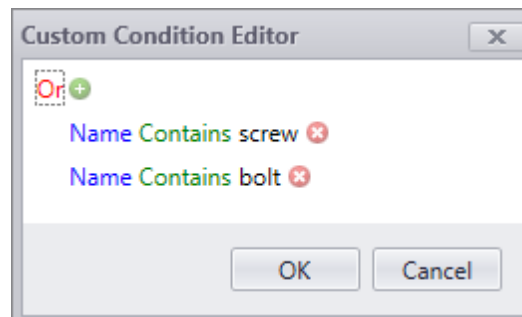 Custom Condition Editor
Or
Name Contains screw
Name Contains bolt
OK Cancel